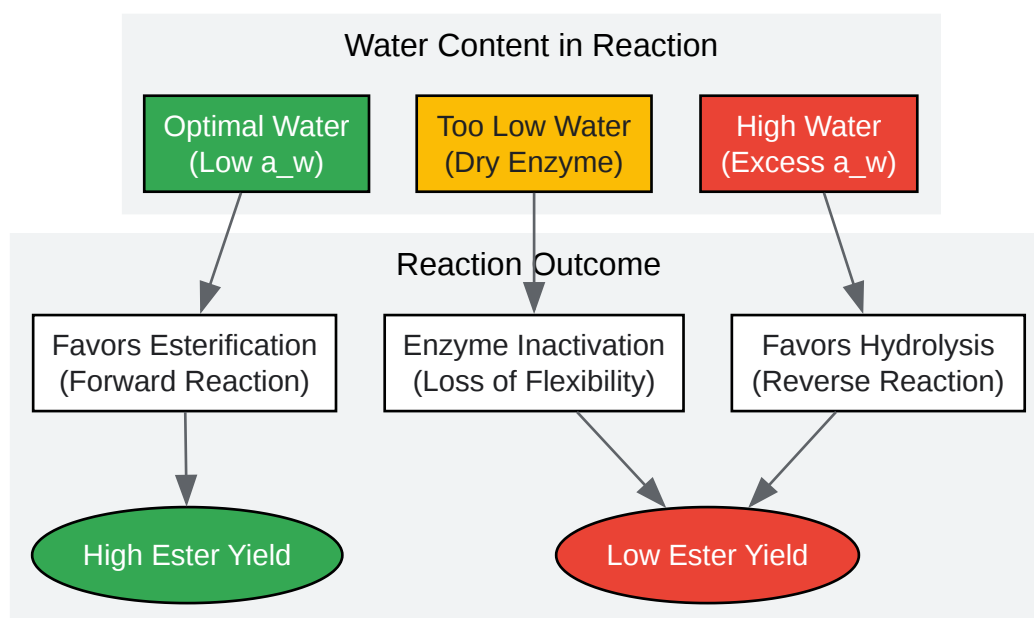 Water Content in Reaction
Optimal Water
(Low a_w)
Too Low Water
(Dry Enzyme)
High Water
(Excess a_w)
Reaction Outcome
Favors Esterification
(Forward Reaction)
Enzyme Inactivation
(Loss of Flexibility)
Favors Hydrolysis
(Reverse Reaction)
High Ester Yield
Low Ester Yield